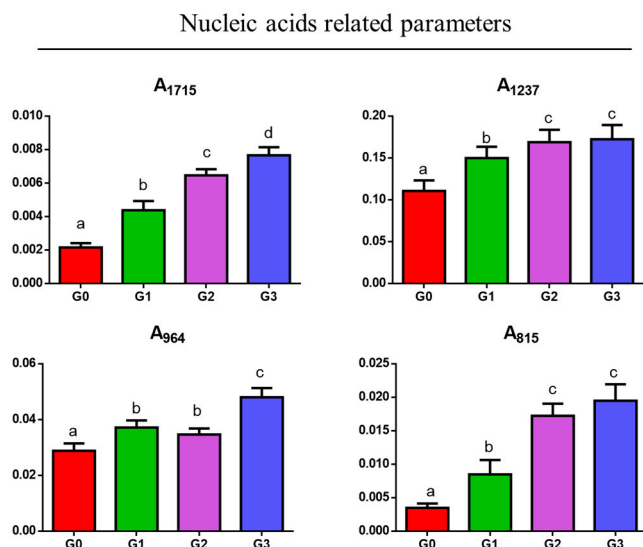 Nucleic acids related parameters
A1715
0.010
0.008
0.006
0.004
0.002
0.000
a
b
c
d
G0 G1 G2 G3
A1237
0.20
0.15
0.10
0.05
0.00
a
b
c
c
G0 G1 G2 G3
A964
0.06
0.04
0.02
0.00
a
b
b
c
G0 G1 G2 G3
A815
0.025
0.020
0.015
0.010
0.005
0.000
a
b
c
c
G0 G1 G2 G3